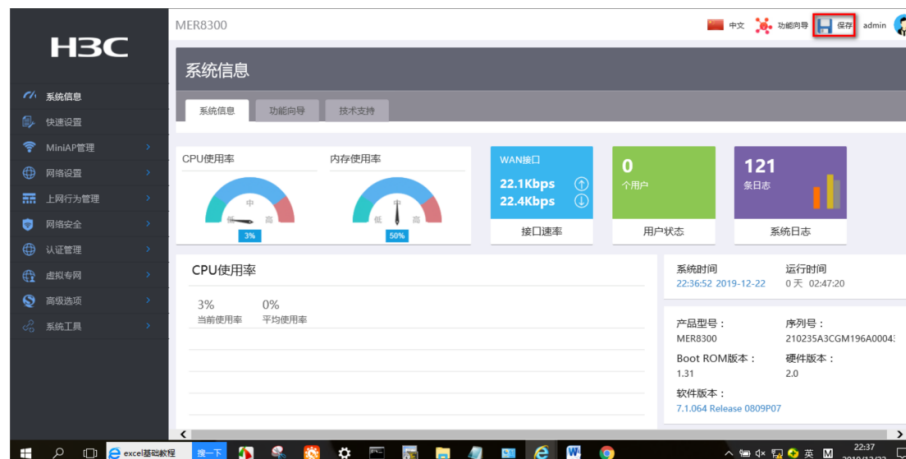 MER8300
中文
功能向导
保存
admin
H3C
系统信息
系统信息
快速设置
MiniAP管理
网络设置
上网行为管理
网络安全
认证管理
虚拟专网
高级选项
系统工具
系统信息
功能向导
技术支持
CPU使用率
中
低
高
3%
内存使用率
中
低
高
50%
WAN接口
22.1Kbps
22.4Kbps
接口速率
0
个用户
用户状态
121
条日志
系统日志
CPU使用率
3%
0%
当前使用率
平均使用率
系统时间
运行时间
22:36:52 2019-12-22
0天 02:47:20
产品型号：
序列号：
MER8300
210235A3CGM196A0004
Boot ROM版本：
硬件版本：
1.31
2.0
软件版本：
7.1.064 Release 0809P07
excel基础教程
搜一下
英
M
22:37